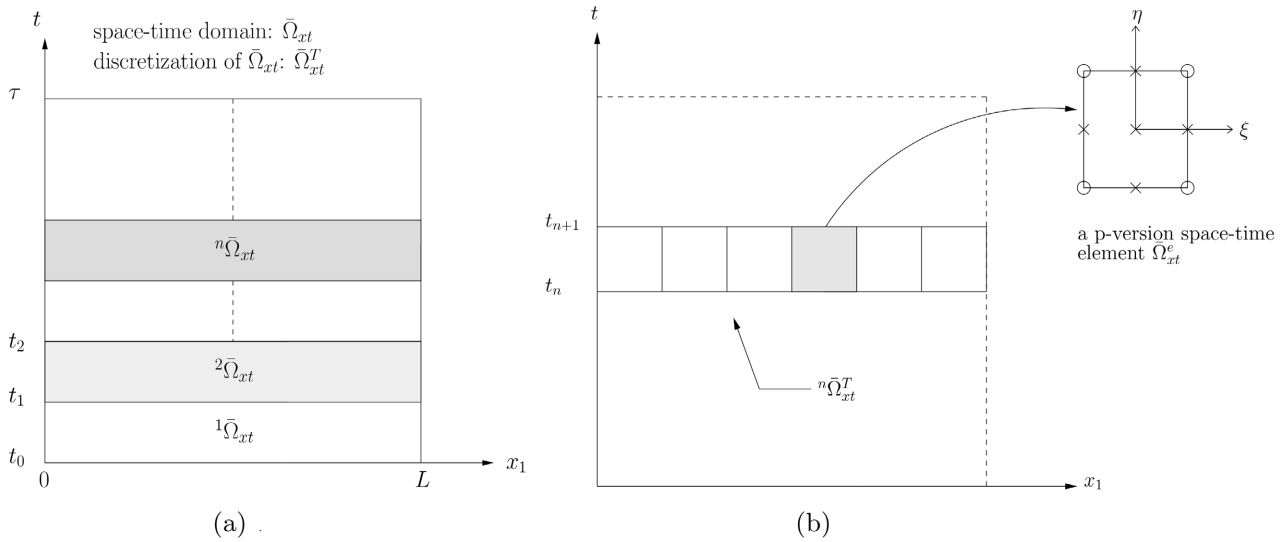 t
space-time domain: Ω̄ₓₜ
discretization of Ω̄ₓₜ: Ω̄ₓₜᵀ
τ
ⁿΩ̄ₓₜ
t₂
²Ω̄ₓₜ
t₁
¹Ω̄ₓₜ
t₀
0
L
x₁
(a) .
t
η
ξ
a p-version space-time
element Ω̄ₓₜᵉ
tₙ₊₁
tₙ
ⁿΩ̄ₓₜᵀ
x₁
(b)